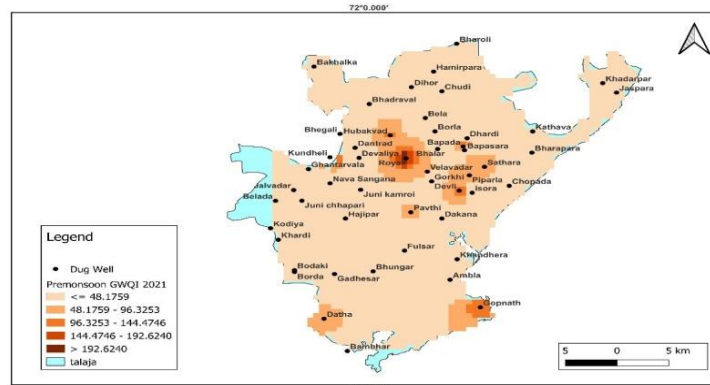 72°0.000'
Bharoli
Bakhalka
Hamirpara
Dihor
Chudi
Khadarpar
Jaspara
Bhadraval
Bela
Borla
Kathava
Bhegali
Hubakvad
Dhardi
Dantrad
Bapada
Bapasara
Kundheli
Devaliya
Bhalar
Bharapara
Royal
Ghantarvala
Velavadar
Sathara
Gorkhi
Piparla
Nava Sangana
Juni kamroi
Devli
Isora
Chopada
Jalvadar
Belada
Juni chhapari
Hajipar
Pavthi
Dakana
Kodiya
Khardi
Fulsar
Khandhera
Bodaki
Borda
Gadhesar
Bhungar
Ambla
Gopnath
Datha
Bambhar
Legend
Dug Well
Premonsoon GWQI 2021
<= 48.1759
48.1759 - 96.3253
96.3253 - 144.4746
144.4746 - 192.6240
> 192.6240
talaja
5 0 5 km